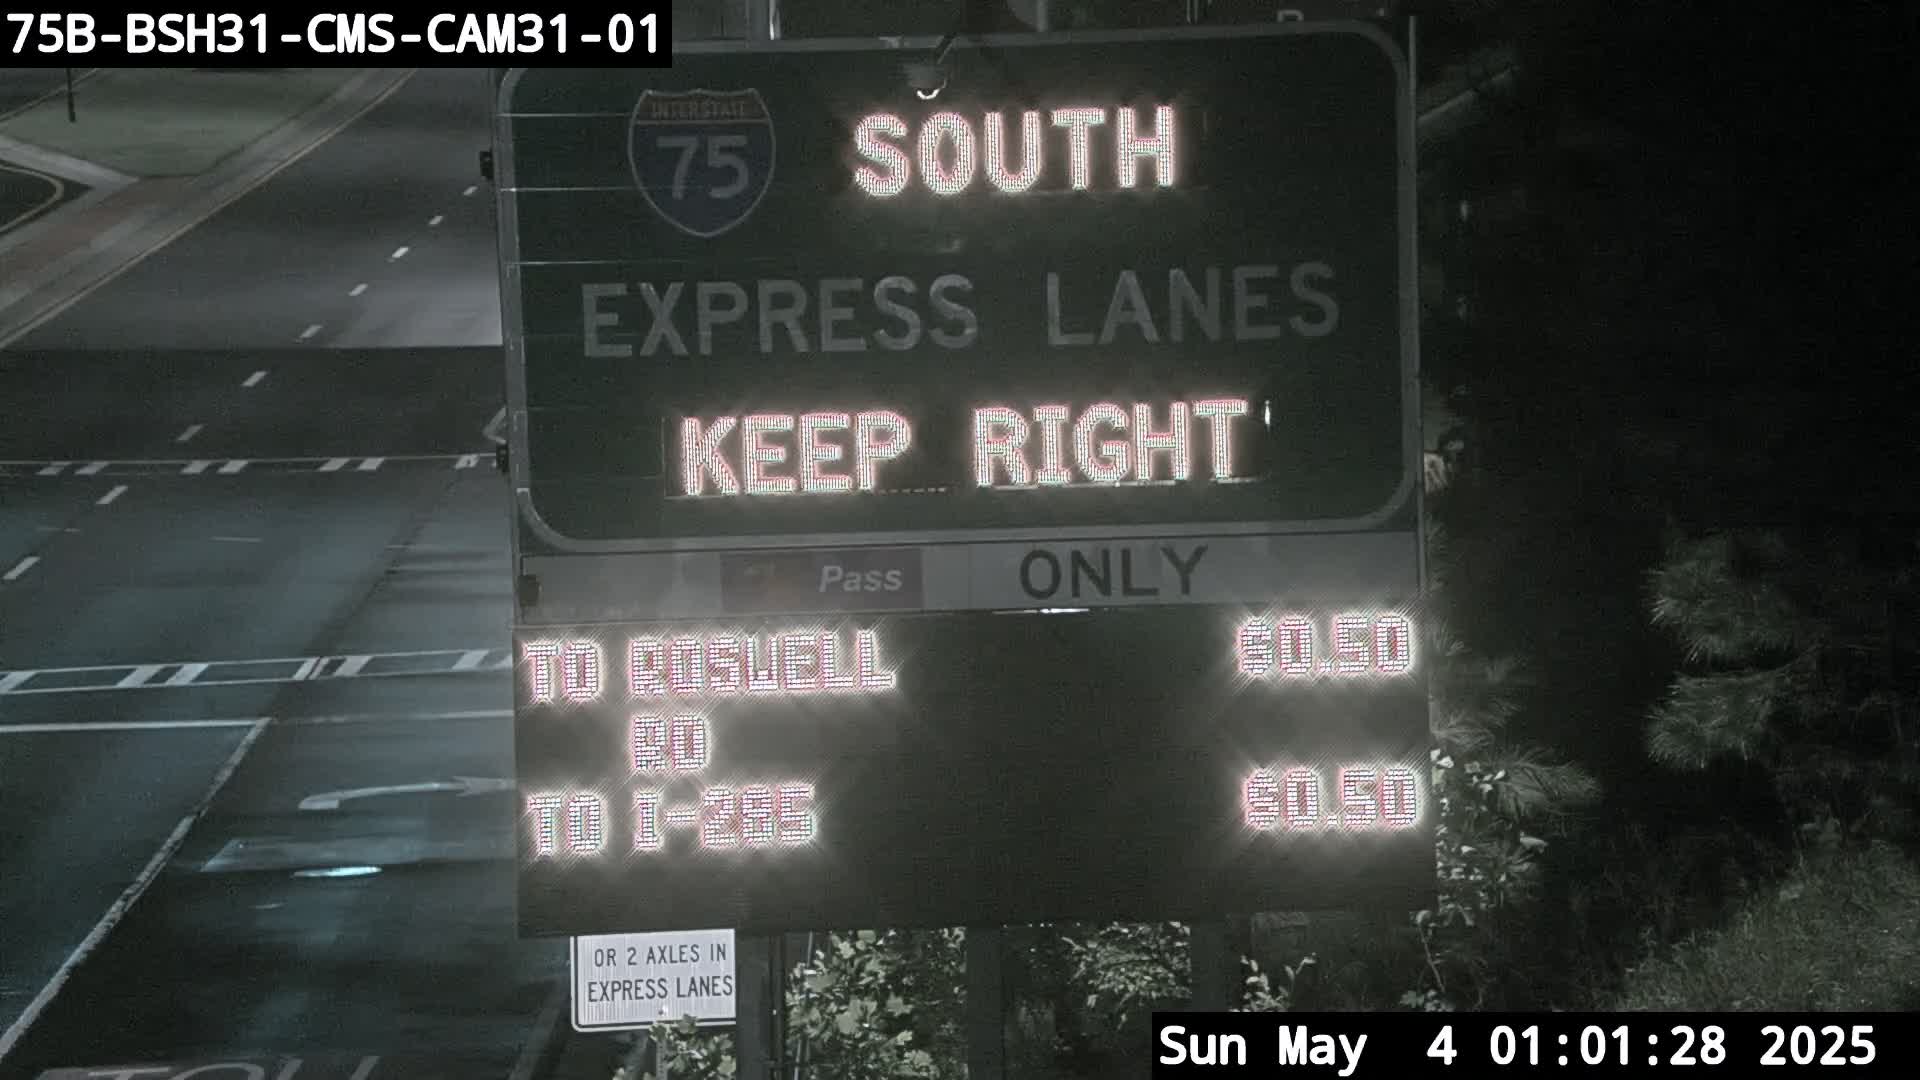 75B-BSH31-CMS-CAM31-01
INTERSTATE
75
SOUTH
EXPRESS LANES
KEEP RIGHT
Pass ONLY
TO ROSWELL $0.50
RD
TO I-285 $0.50
OR 2 AXLES IN
EXPRESS LANES
Sun May 4 01:01:28 2025